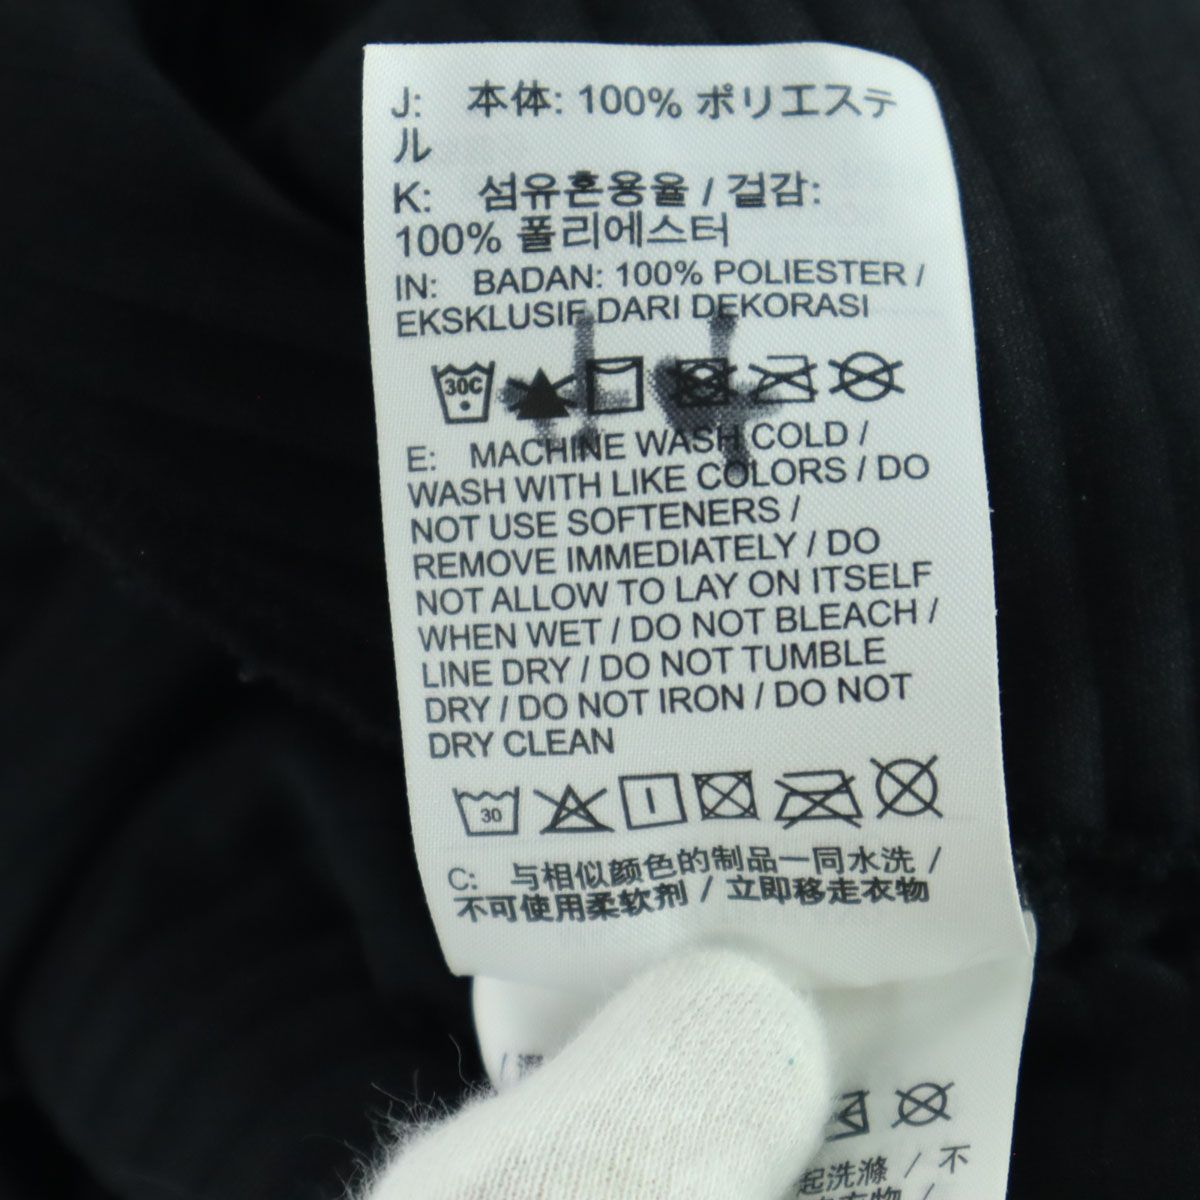 J: 本体: 100% ポリエステ
ル
K: 섬유혼용율 / 겉감:
100% 폴리에스터
IN: BADAN: 100% POLIESTER /
EKSKLUSIF DARI DEKORASI
30C
E: MACHINE WASH COLD /
WASH WITH LIKE COLORS / DO
NOT USE SOFTENERS /
REMOVE IMMEDIATELY / DO
NOT ALLOW TO LAY ON ITSELF
WHEN WET / DO NOT BLEACH /
LINE DRY / DO NOT TUMBLE
DRY / DO NOT IRON / DO NOT
DRY CLEAN
30
C: 与相似颜色的制品一同水洗 /
不可使用柔软剂 / 立即移走衣物
起洗滌 / 不